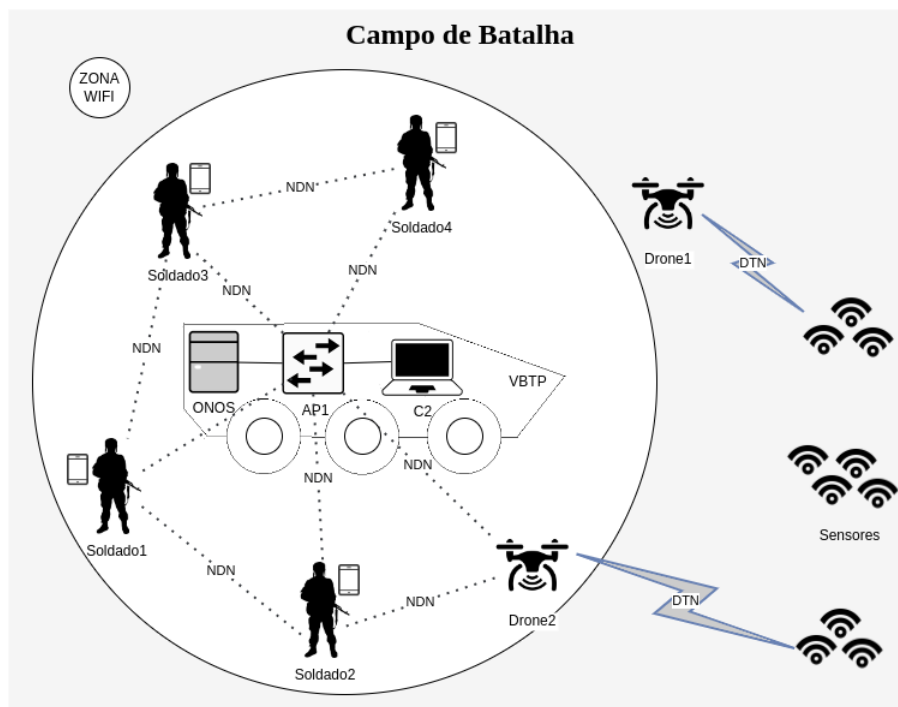 Campo de Batalha
ZONA
WIFI
NDN
Soldado4
Drone1
DTN
Soldado3
NDN
NDN
NDN
VBTP
ONOS
AP1
C2
NDN
NDN
Sensores
Soldado1
NDN
NDN
DTN
Drone2
Soldado2